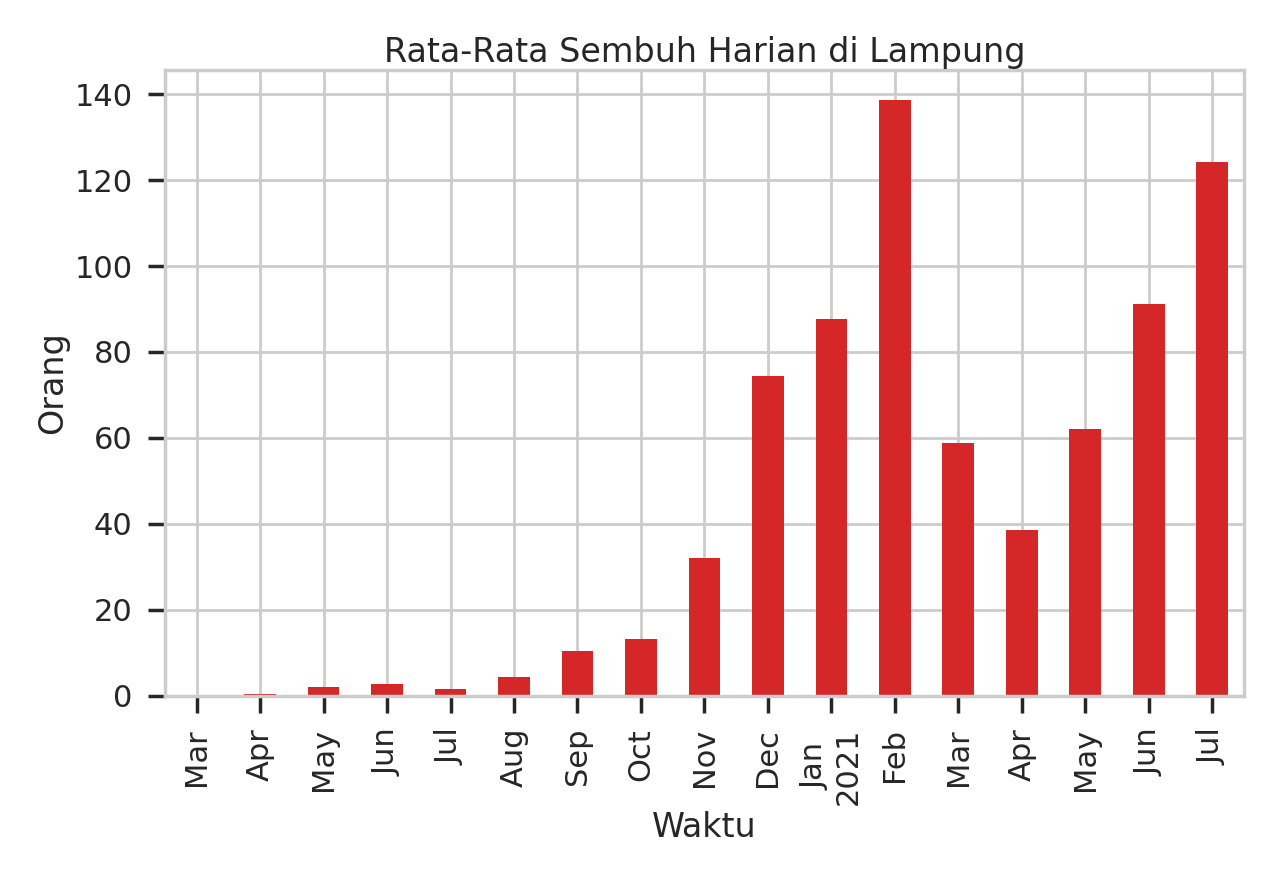 Rata-Rata Sembuh Harian di Lampung
140
120
100
80
60
40
20
0
Orang
Mar
Apr
May
Jun
Jul
Aug
Sep
Oct
Nov
Dec
Jan
2021
Feb
Mar
Apr
May
Jun
Jul
Waktu